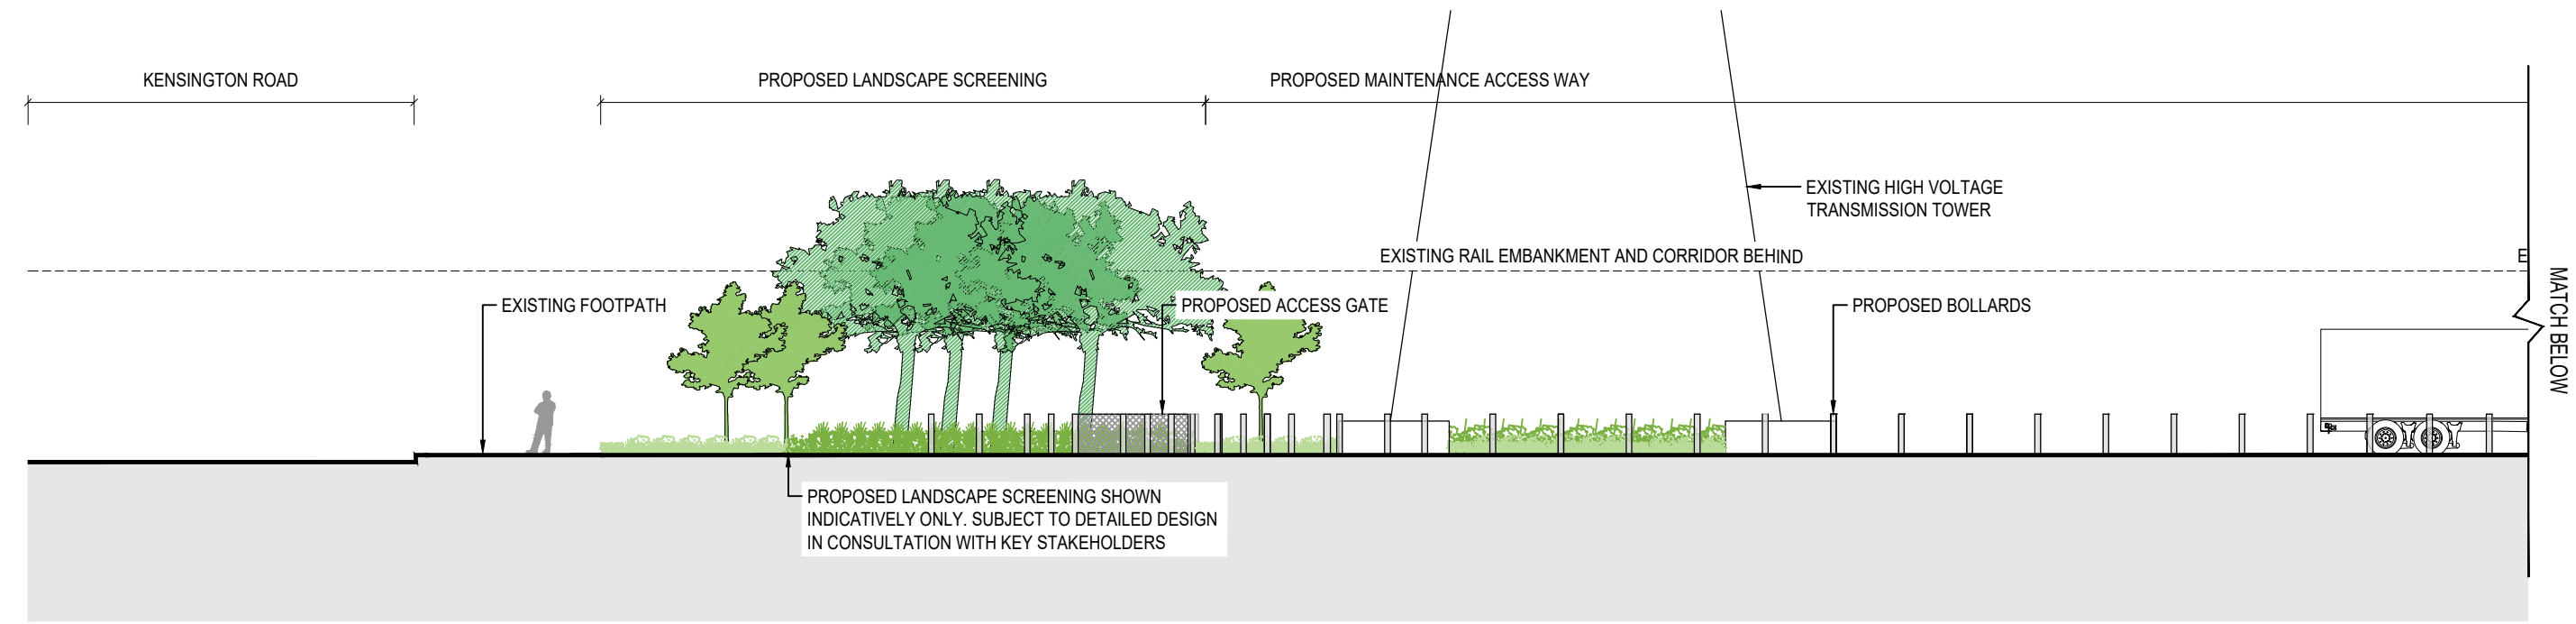 KENSINGTON ROAD
PROPOSED LANDSCAPE SCREENING
PROPOSED MAINTENANCE ACCESS WAY
EXISTING HIGH VOLTAGE
TRANSMISSION TOWER
EXISTING RAIL EMBANKMENT AND CORRIDOR BEHIND
E
EXISTING FOOTPATH
PROPOSED ACCESS GATE
PROPOSED BOLLARDS
MATCH BELOW
PROPOSED LANDSCAPE SCREENING SHOWN
INDICATIVELY ONLY. SUBJECT TO DETAILED DESIGN
IN CONSULTATION WITH KEY STAKEHOLDERS